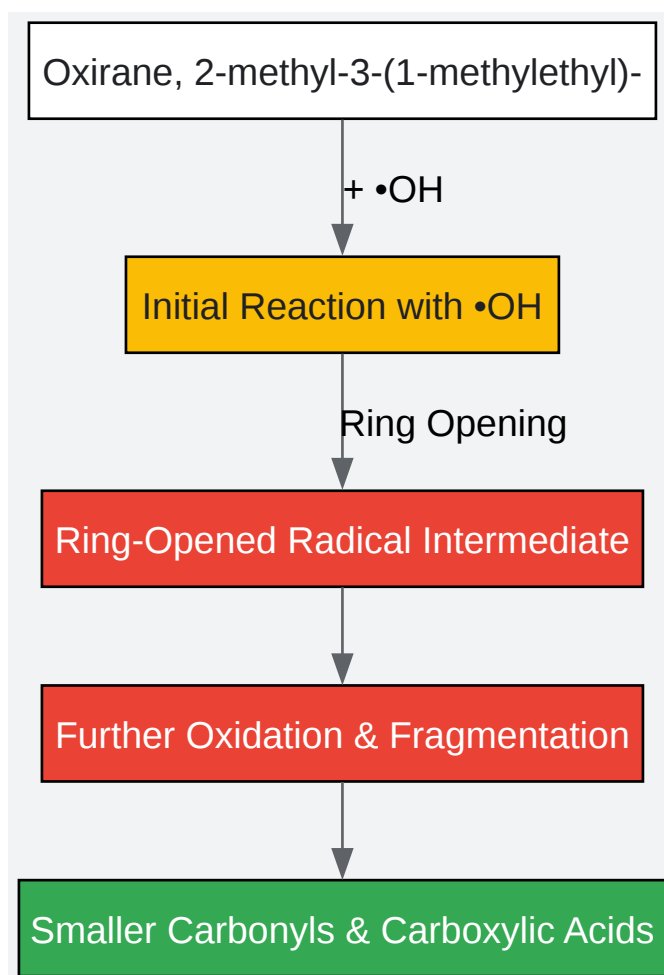 Oxirane, 2-methyl-3-(1-methylethyl)-
+ •OH
Initial Reaction with •OH
Ring Opening
Ring-Opened Radical Intermediate
Further Oxidation & Fragmentation
Smaller Carbonyls & Carboxylic Acids